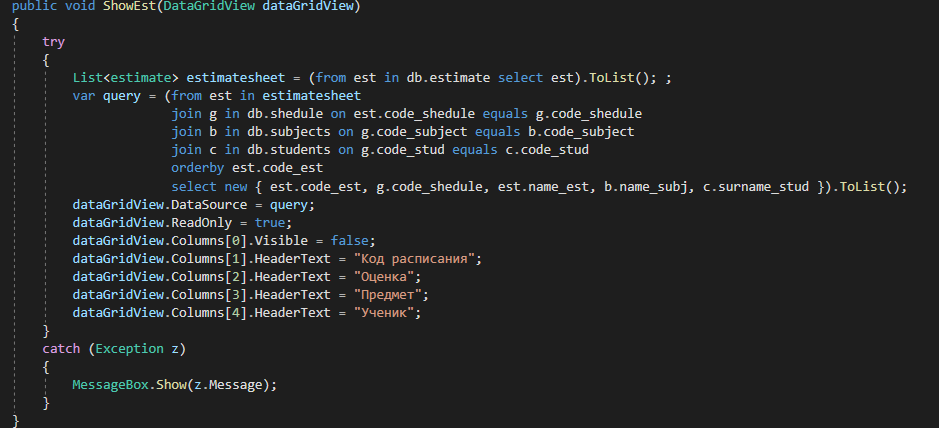 public void ShowEst(DataGridView dataGridView)
{
try
{
List<estimate> estimatesheet = (from est in db.estimate select est).ToList(); ;
var query = (from est in estimatesheet
join g in db.shedule on est.code_shedule equals g.code_shedule
join b in db.subjects on g.code_subject equals b.code_subject
join c in db.students on g.code_stud equals c.code_stud
orderby est.code_est
select new { est.code_est, g.code_shedule, est.name_est, b.name_subj, c.surname_stud }).ToList();
dataGridView.DataSource = query;
dataGridView.ReadOnly = true;
dataGridView.Columns[0].Visible = false;
dataGridView.Columns[1].HeaderText = "Код расписания";
dataGridView.Columns[2].HeaderText = "Оценка";
dataGridView.Columns[3].HeaderText = "Предмет";
dataGridView.Columns[4].HeaderText = "Ученик";
}
catch (Exception z)
{
MessageBox.Show(z.Message);
}
}